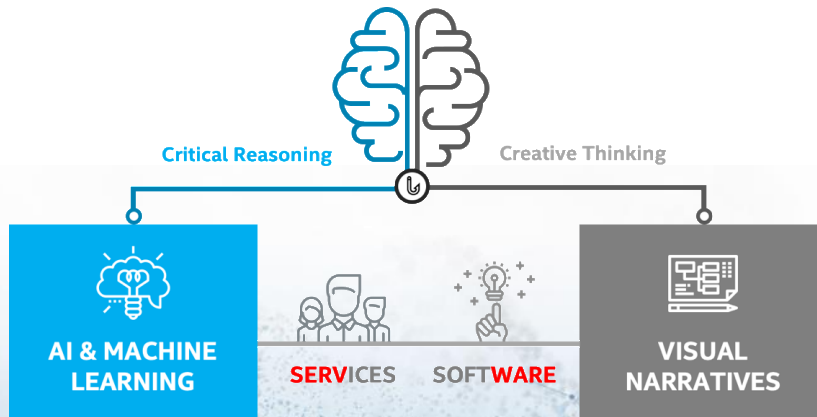 Critical Reasoning
Creative Thinking
AI & MACHINE
LEARNING
SERVICES
SOFTWARE
VISUAL
NARRATIVES